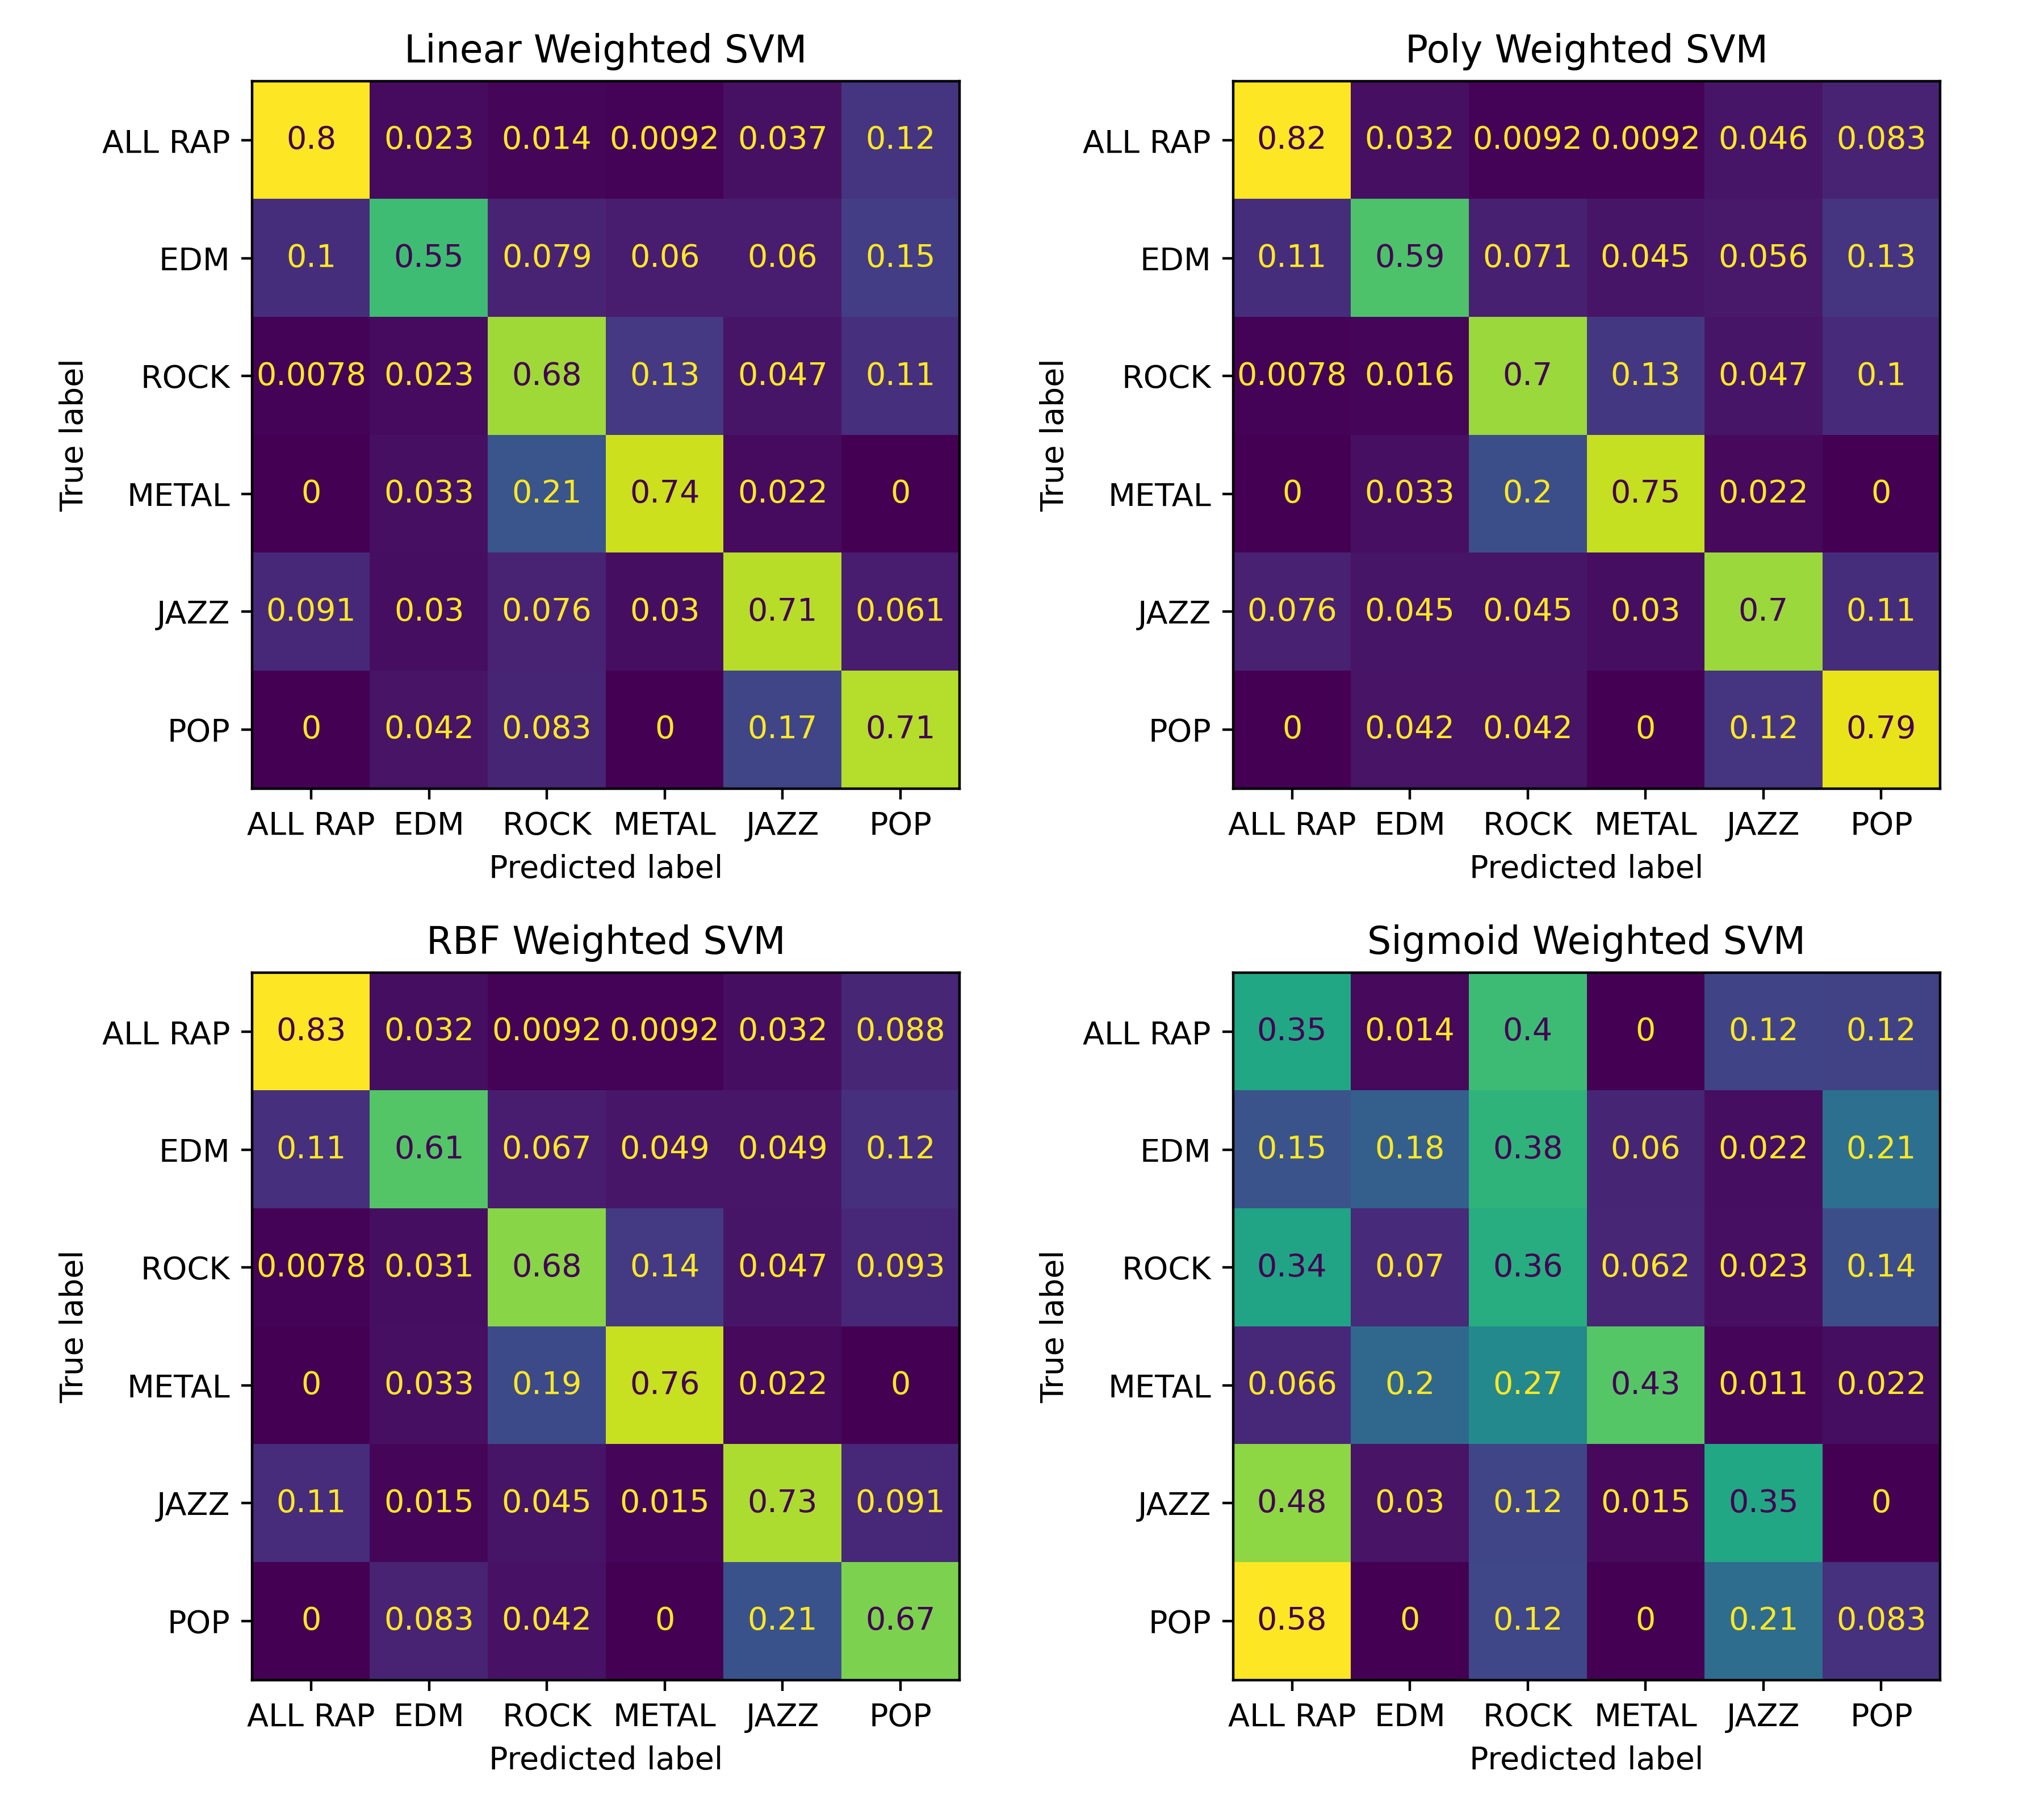 Linear Weighted SVM
ALL RAP 0.8 0.023 0.014 0.0092 0.037 0.12
EDM 0.1 0.55 0.079 0.06 0.06 0.15
ROCK 0.0078 0.023 0.68 0.13 0.047 0.11
METAL 0 0.033 0.21 0.74 0.022 0
JAZZ 0.091 0.03 0.076 0.03 0.71 0.061
POP 0 0.042 0.083 0 0.17 0.71
True label
ALL RAP EDM ROCK METAL JAZZ POP
Predicted label
Poly Weighted SVM
ALL RAP 0.82 0.032 0.0092 0.0092 0.046 0.083
EDM 0.11 0.59 0.071 0.045 0.056 0.13
ROCK 0.0078 0.016 0.7 0.13 0.047 0.1
METAL 0 0.033 0.2 0.75 0.022 0
JAZZ 0.076 0.045 0.045 0.03 0.7 0.11
POP 0 0.042 0.042 0 0.12 0.79
True label
ALL RAP EDM ROCK METAL JAZZ POP
Predicted label
RBF Weighted SVM
ALL RAP 0.83 0.032 0.0092 0.0092 0.032 0.088
EDM 0.11 0.61 0.067 0.049 0.049 0.12
ROCK 0.0078 0.031 0.68 0.14 0.047 0.093
METAL 0 0.033 0.19 0.76 0.022 0
JAZZ 0.11 0.015 0.045 0.015 0.73 0.091
POP 0 0.083 0.042 0 0.21 0.67
True label
ALL RAP EDM ROCK METAL JAZZ POP
Predicted label
Sigmoid Weighted SVM
ALL RAP 0.35 0.014 0.4 0 0.12 0.12
EDM 0.15 0.18 0.38 0.06 0.022 0.21
ROCK 0.34 0.07 0.36 0.062 0.023 0.14
METAL 0.066 0.2 0.27 0.43 0.011 0.022
JAZZ 0.48 0.03 0.12 0.015 0.35 0
POP 0.58 0 0.12 0 0.21 0.083
True label
ALL RAP EDM ROCK METAL JAZZ POP
Predicted label